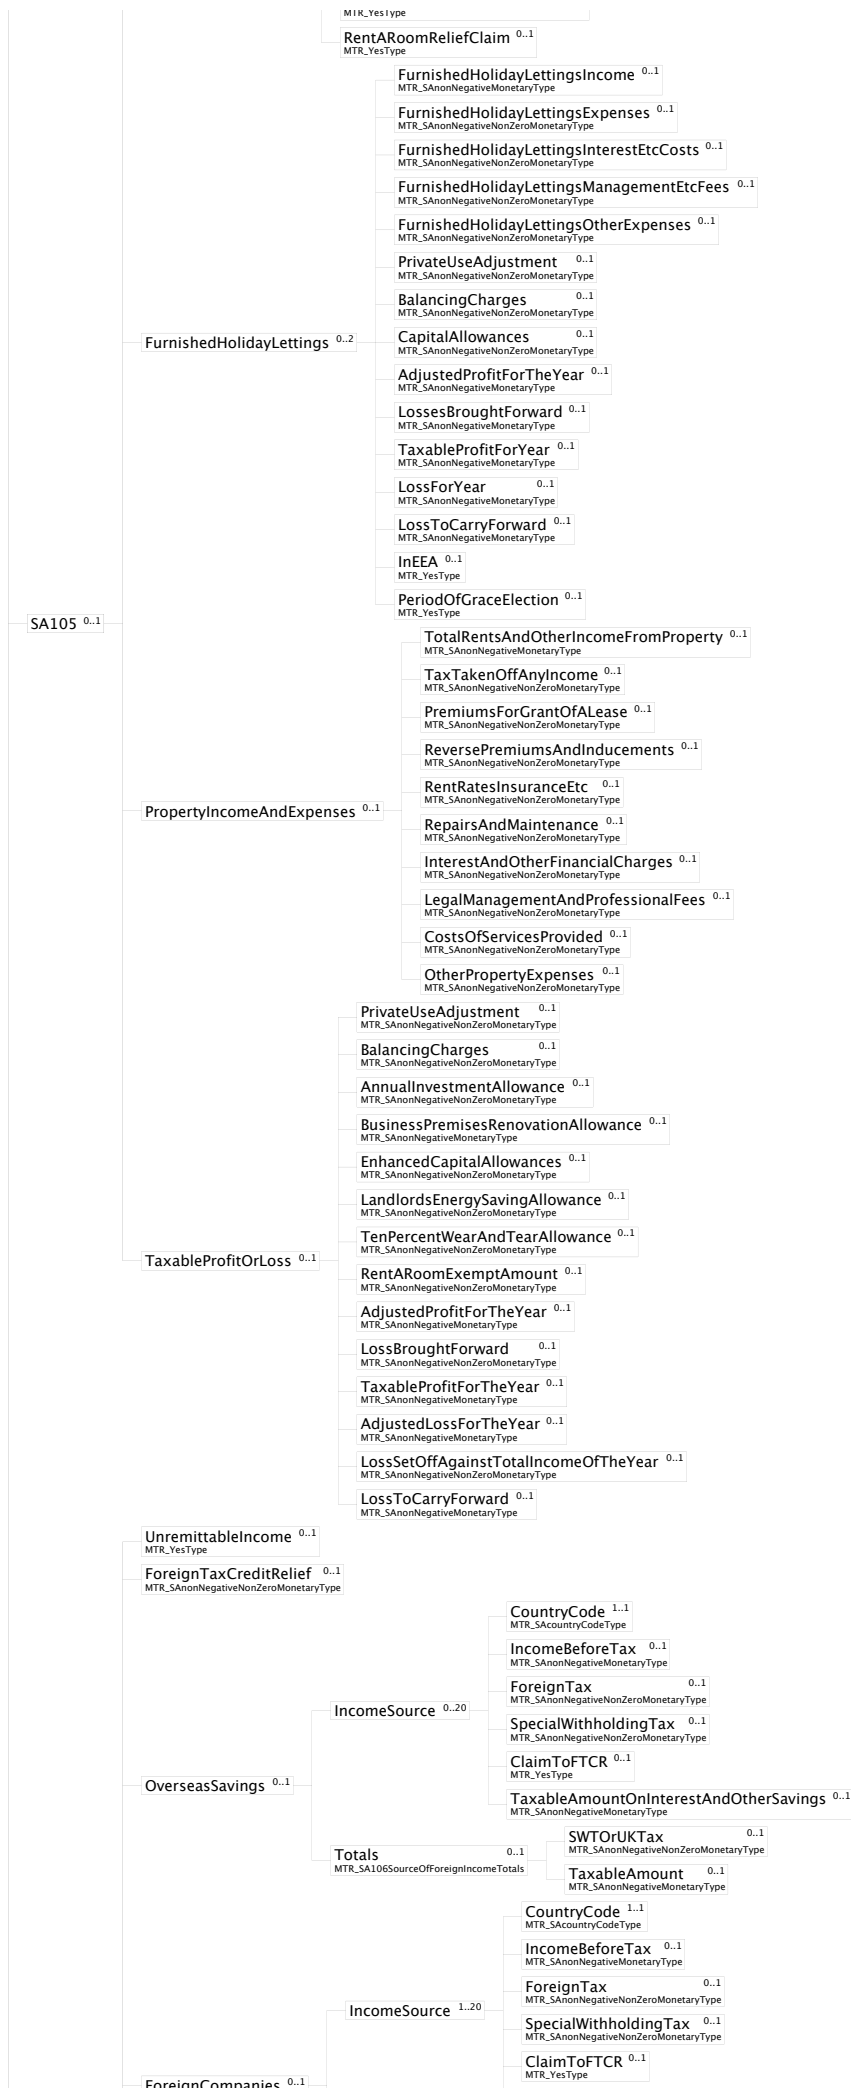 MTR_YesType
RentARoomReliefClaim 0..1
MTR_YesType
FurnishedHolidayLettingsIncome 0..1
MTR_SAnonNegativeMonetaryType
FurnishedHolidayLettingsExpenses 0..1
MTR_SAnonNegativeNonZeroMonetaryType
FurnishedHolidayLettingsInterestEtcCosts 0..1
MTR_SAnonNegativeNonZeroMonetaryType
FurnishedHolidayLettingsManagementEtcFees 0..1
MTR_SAnonNegativeNonZeroMonetaryType
FurnishedHolidayLettingsOtherExpenses 0..1
MTR_SAnonNegativeNonZeroMonetaryType
PrivateUseAdjustment 0..1
MTR_SAnonNegativeNonZeroMonetaryType
BalancingCharges 0..1
MTR_SAnonNegativeNonZeroMonetaryType
FurnishedHolidayLettings 0..2
CapitalAllowances 0..1
MTR_SAnonNegativeNonZeroMonetaryType
AdjustedProfitForTheYear 0..1
MTR_SAnonNegativeMonetaryType
LossesBroughtForward 0..1
MTR_SAnonNegativeMonetaryType
TaxableProfitForYear 0..1
MTR_SAnonNegativeMonetaryType
LossForYear 0..1
MTR_SAnonNegativeMonetaryType
LossToCarryForward 0..1
MTR_SAnonNegativeMonetaryType
InEEA 0..1
MTR_YesType
PeriodOfGraceElection 0..1
MTR_YesType
SA105 0..1
TotalRentsAndOtherIncomeFromProperty 0..1
MTR_SAnonNegativeMonetaryType
TaxTakenOffAnyIncome 0..1
MTR_SAnonNegativeNonZeroMonetaryType
PremiumsForGrantOfALease 0..1
MTR_SAnonNegativeNonZeroMonetaryType
ReversePremiumsAndInducements 0..1
MTR_SAnonNegativeNonZeroMonetaryType
RentRatesInsuranceEtc 0..1
MTR_SAnonNegativeNonZeroMonetaryType
PropertyIncomeAndExpenses 0..1
RepairsAndMaintenance 0..1
MTR_SAnonNegativeNonZeroMonetaryType
InterestAndOtherFinancialCharges 0..1
MTR_SAnonNegativeNonZeroMonetaryType
LegalManagementAndProfessionalFees 0..1
MTR_SAnonNegativeNonZeroMonetaryType
CostsOfServicesProvided 0..1
MTR_SAnonNegativeNonZeroMonetaryType
OtherPropertyExpenses 0..1
MTR_SAnonNegativeNonZeroMonetaryType
PrivateUseAdjustment 0..1
MTR_SAnonNegativeNonZeroMonetaryType
BalancingCharges 0..1
MTR_SAnonNegativeNonZeroMonetaryType
AnnualInvestmentAllowance 0..1
MTR_SAnonNegativeNonZeroMonetaryType
BusinessPremisesRenovationAllowance 0..1
MTR_SAnonNegativeMonetaryType
EnhancedCapitalAllowances 0..1
MTR_SAnonNegativeNonZeroMonetaryType
LandlordsEnergySavingAllowance 0..1
MTR_SAnonNegativeNonZeroMonetaryType
TenPercentWearAndTearAllowance 0..1
MTR_SAnonNegativeNonZeroMonetaryType
TaxableProfitOrLoss 0..1
RentARoomExemptAmount 0..1
MTR_SAnonNegativeNonZeroMonetaryType
AdjustedProfitForTheYear 0..1
MTR_SAnonNegativeMonetaryType
LossBroughtForward 0..1
MTR_SAnonNegativeNonZeroMonetaryType
TaxableProfitForTheYear 0..1
MTR_SAnonNegativeMonetaryType
AdjustedLossForTheYear 0..1
MTR_SAnonNegativeMonetaryType
LossSetOffAgainstTotalIncomeOfTheYear 0..1
MTR_SAnonNegativeNonZeroMonetaryType
LossToCarryForward 0..1
MTR_SAnonNegativeMonetaryType
UnremittableIncome 0..1
MTR_YesType
ForeignTaxCreditRelief 0..1
MTR_SAnonNegativeNonZeroMonetaryType
CountryCode 1..1
MTR_SAcountryCodeType
IncomeBeforeTax 0..1
MTR_SAnonNegativeMonetaryType
ForeignTax 0..1
MTR_SAnonNegativeNonZeroMonetaryType
IncomeSource 0..20
SpecialWithholdingTax 0..1
MTR_SAnonNegativeNonZeroMonetaryType
ClaimToFTCR 0..1
MTR_YesType
OverseasSavings 0..1
TaxableAmountOnInterestAndOtherSavings 0..1
MTR_SAnonNegativeMonetaryType
SWTOrUKTax 0..1
MTR_SAnonNegativeNonZeroMonetaryType
Totals 0..1
MTR_SA106SourceOfForeignIncomeTotals
TaxableAmount 0..1
MTR_SAnonNegativeMonetaryType
CountryCode 1..1
MTR_SAcountryCodeType
IncomeBeforeTax 0..1
MTR_SAnonNegativeMonetaryType
ForeignTax 0..1
MTR_SAnonNegativeNonZeroMonetaryType
IncomeSource 1..20
SpecialWithholdingTax 0..1
MTR_SAnonNegativeNonZeroMonetaryType
ClaimToFTCR 0..1
MTR_YesType
ForeignCompanies 0..1